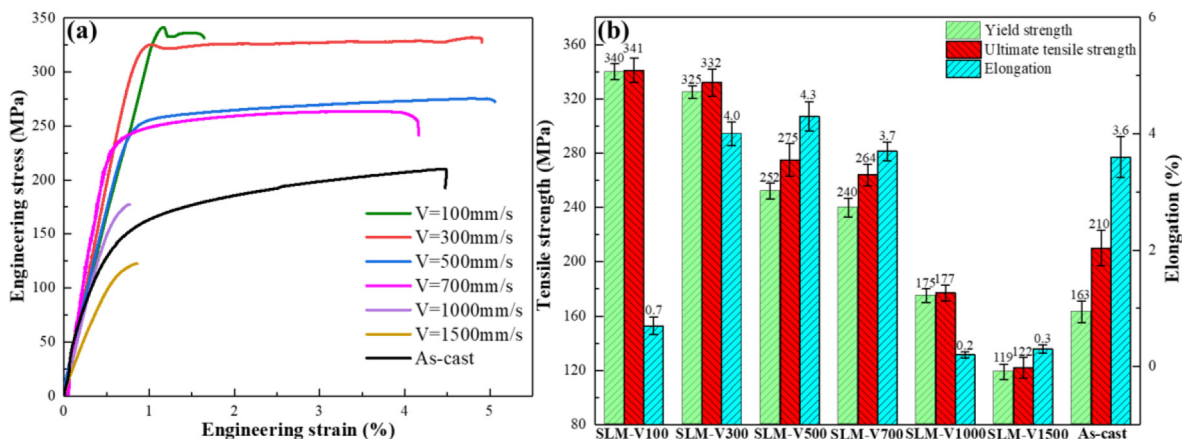 (a)
Engineering stress (MPa)
350
300
250
200
150
100
50
0
0
1
2
3
4
5
Engineering strain (%)
V=100mm/s
V=300mm/s
V=500mm/s
V=700mm/s
V=1000mm/s
V=1500mm/s
As-cast
(b)
Tensile strength (MPa)
360
320
280
240
200
160
120
80
Yield strength
Ultimate tensile strength
Elongation
340
341
0.7
325
332
4.0
252
275
4.3
240
264
3.7
175
177
0.2
119
122
0.3
163
210
3.6
SLM-V100
SLM-V300
SLM-V500
SLM-V700
SLM-V1000
SLM-V1500
As-cast
6
4
2
0
Elongation (%)